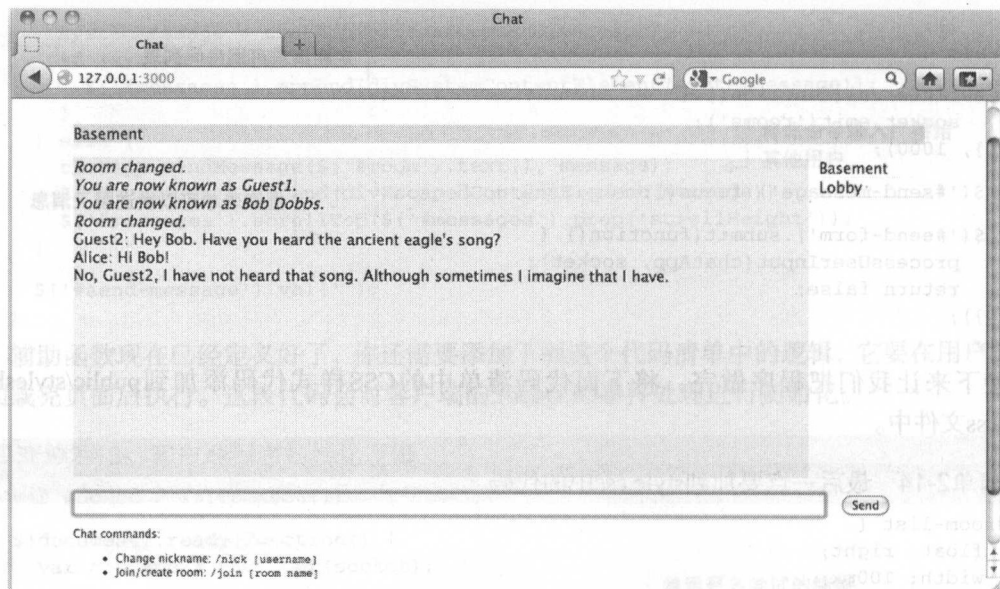 Chat
Chat
127.0.0.1:3000
Google
Basement
Room changed.
You are now known as Guest1.
You are now known as Bob Dobbs.
Room changed.
Guest2: Hey Bob. Have you heard the ancient eagle's song?
Alice: Hi Bob!
No, Guest2, I have not heard that song. Although sometimes I imagine that I have.
Basement
Lobby
Send
Chat commands:
• Change nickname: /nick [username]
• Join/create room: /join [room name]